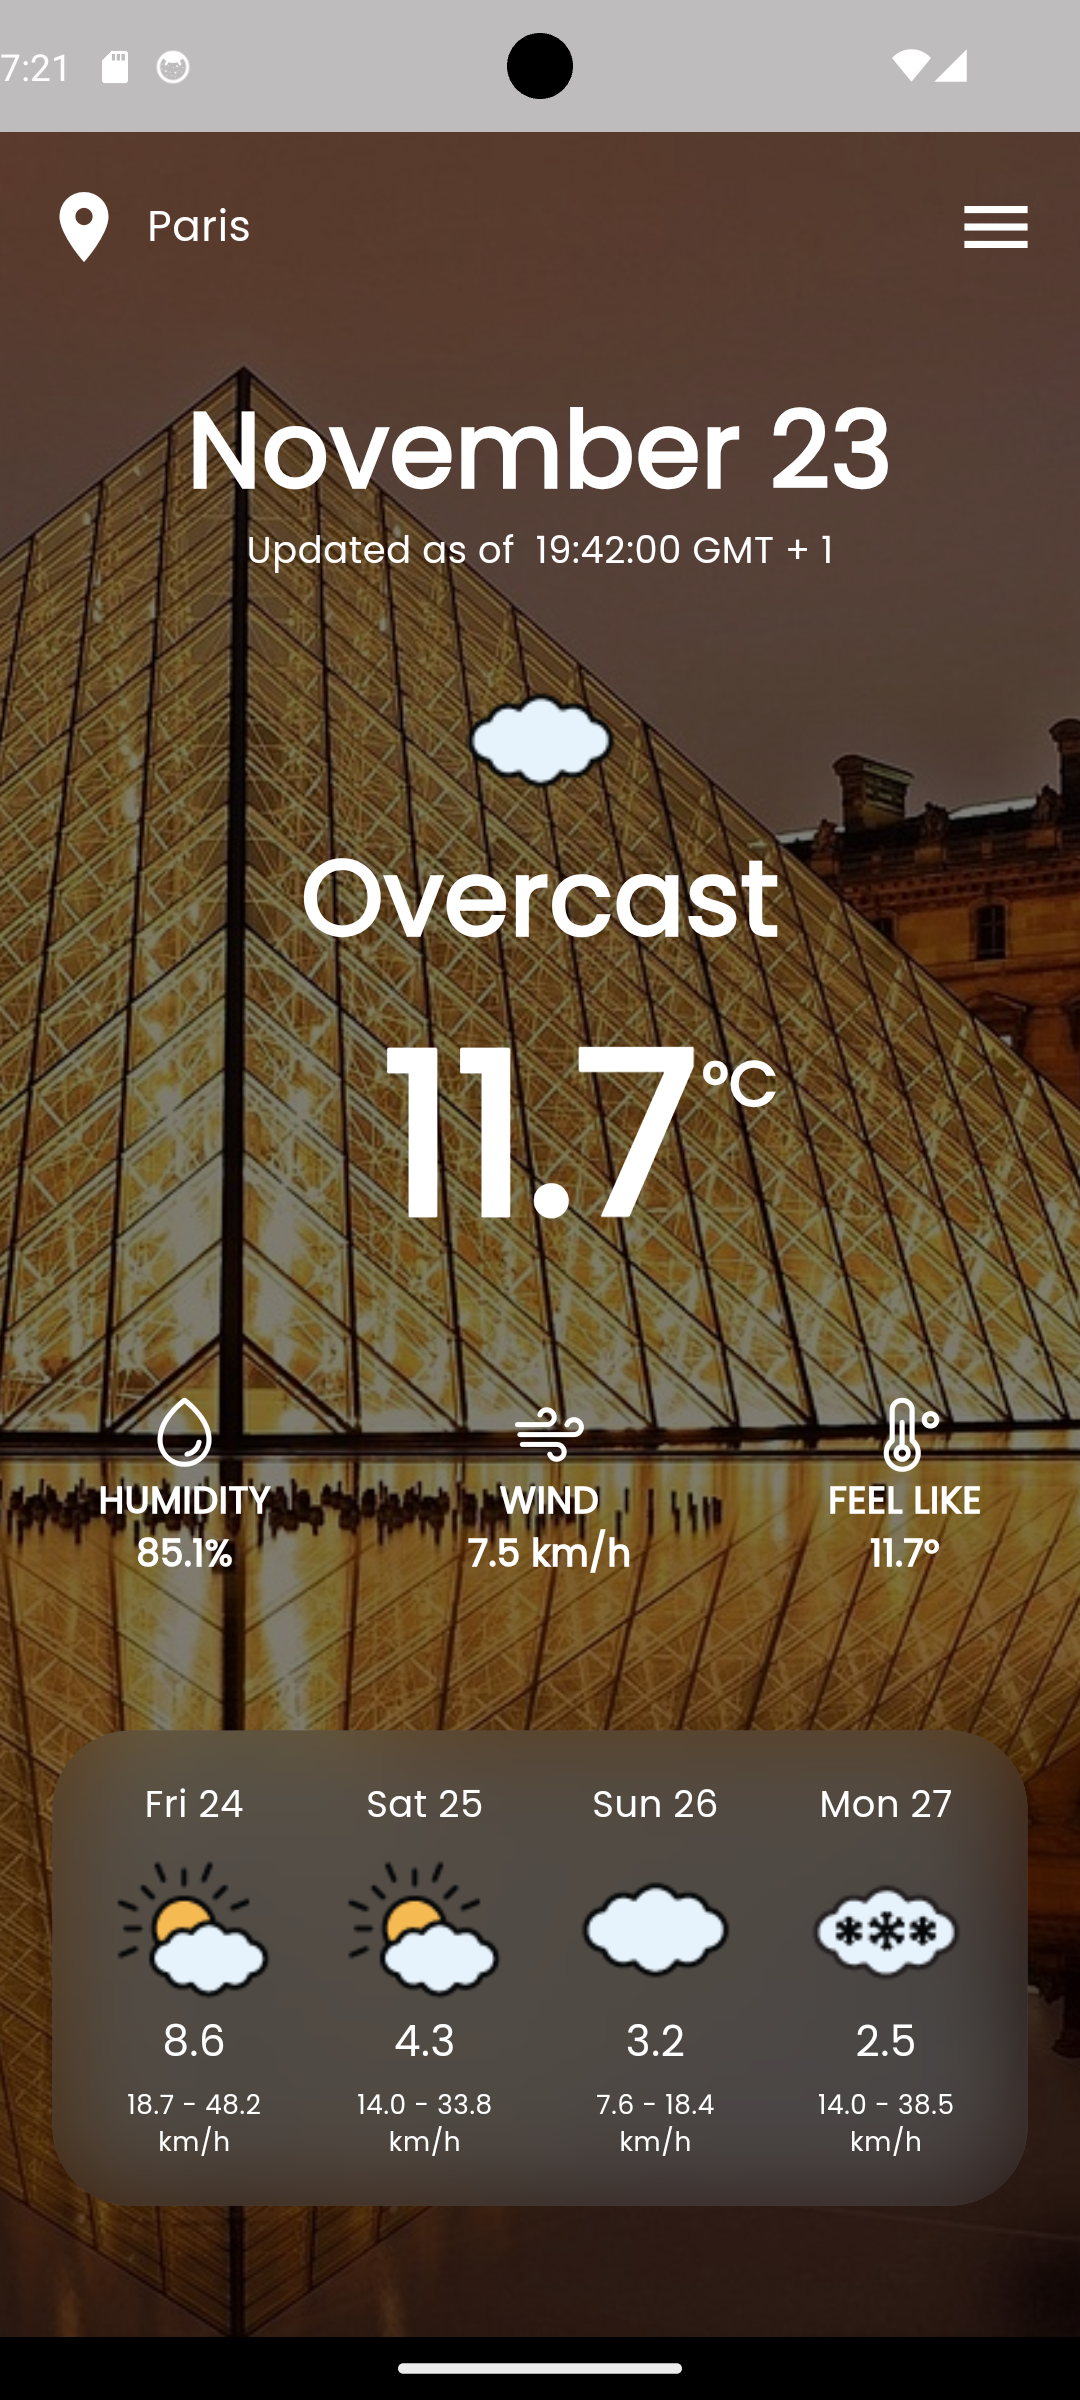 7:21
Paris
November 23
Updated as of 19:42:00 GMT + 1
Overcast
11.7°C
HUMIDITY WIND FEEL LIKE
85.1% 7.5 km/h 11.7°
Fri 24 Sat 25 Sun 26 Mon 27
8.6 4.3 3.2 2.5
18.7 - 48.2 14.0 - 33.8 7.6 - 18.4 14.0 - 38.5
km/h km/h km/h km/h